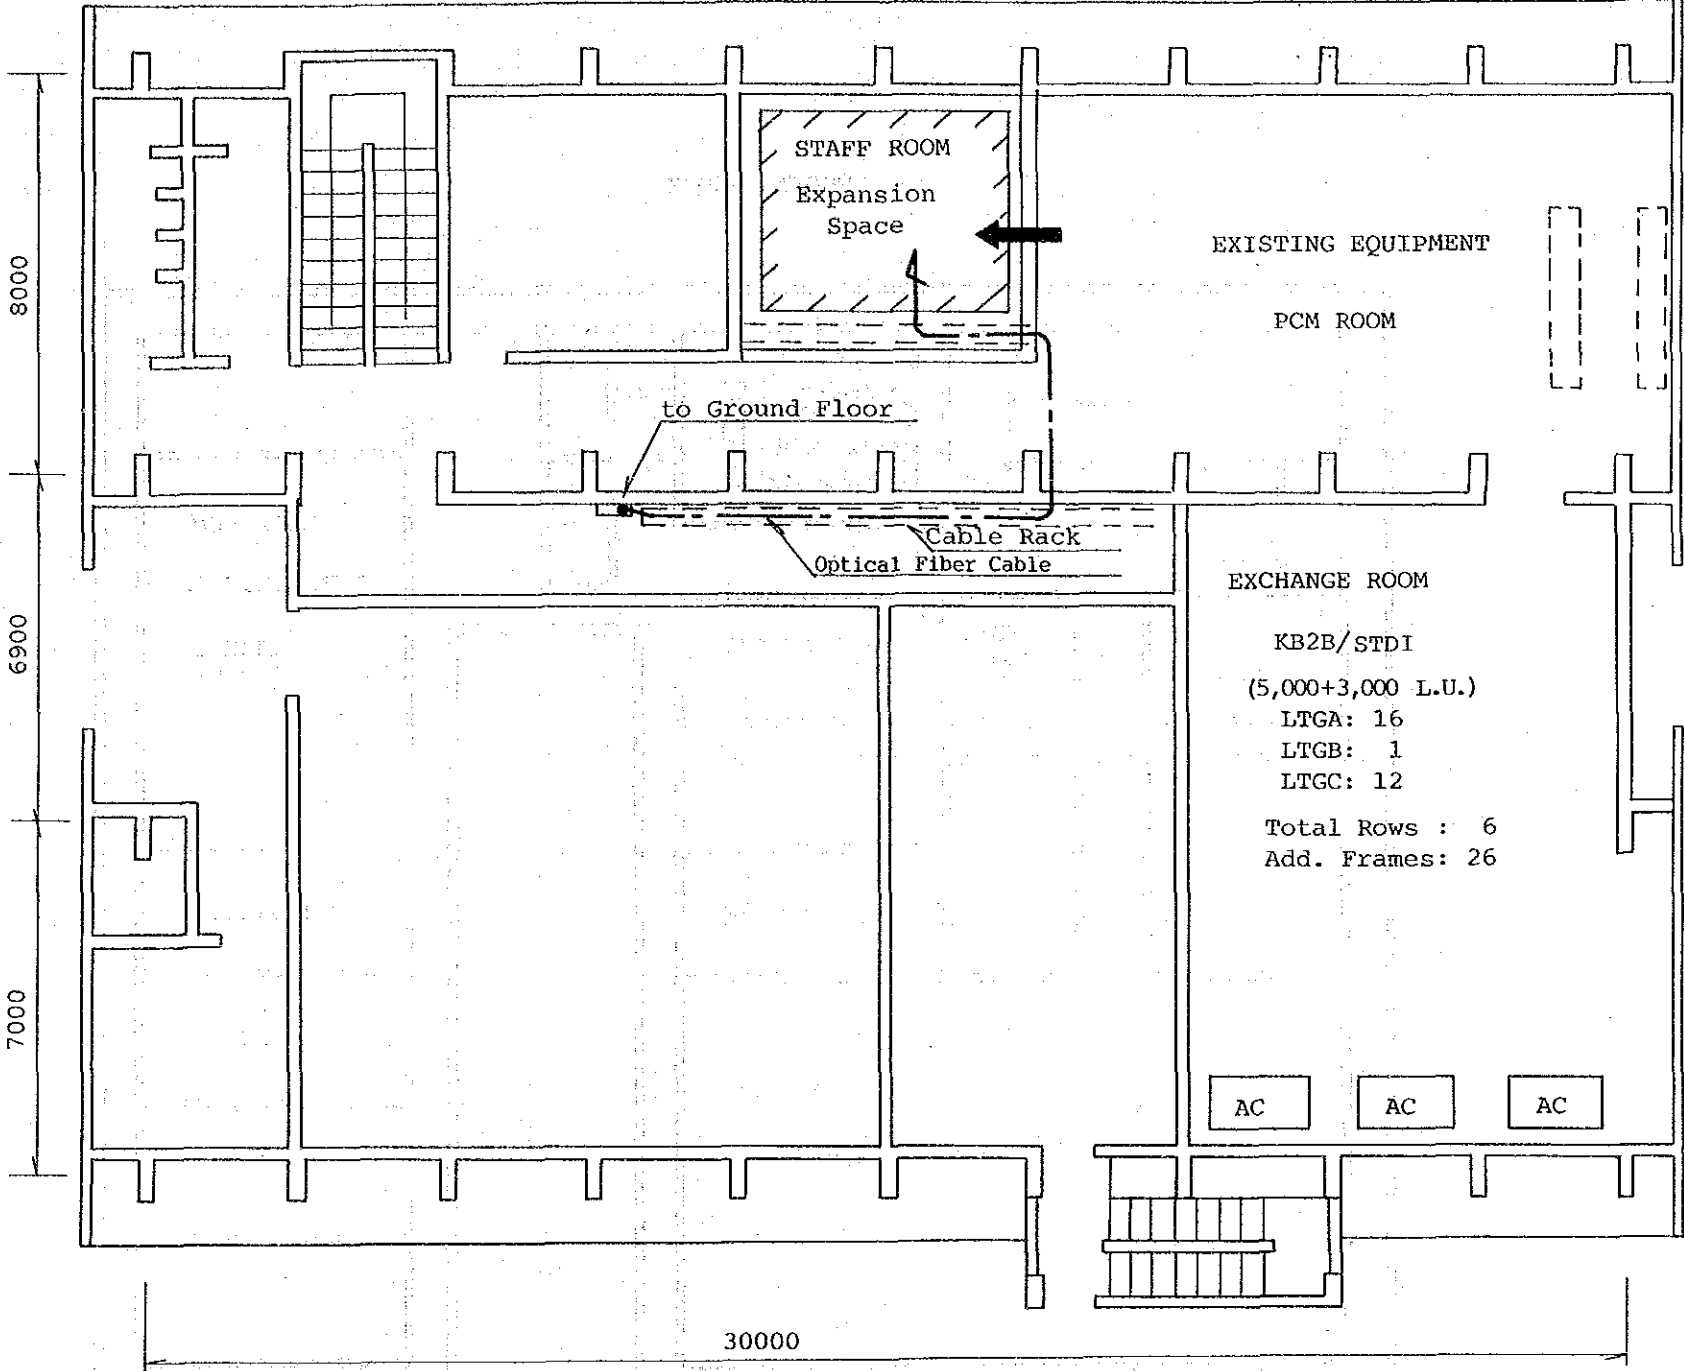 STAFF ROOM
Expansion
Space
EXISTING EQUIPMENT
PCM ROOM
8000
to Ground Floor
Cable Rack
Optical Fiber Cable
EXCHANGE ROOM
KB2B/STDI
(5,000+3,000 L.U.)
LTGA: 16
LTGB: 1
LTGC: 12
Total Rows : 6
Add. Frames: 26
6900
7000
AC
AC
AC
30000